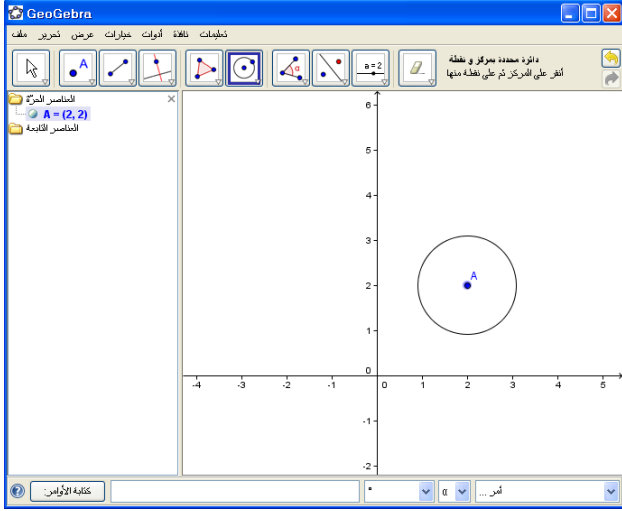 GeoGebra
ملف تحرير عرض خيارات أدوات نافذة تعليمات
A
α
a = 2
دائرة محددة بمركز و نقطة
أنقر على المركز ثم على نقطة منها
العناصر الحرّة
A = (2, 2)
العناصر التابعة
6
5
4
3
2
1
0
-1
-2
A
-4 -3 -2 -1 0 1 2 3 4 5
كتابة الأوامر:
°
α
أمر ...